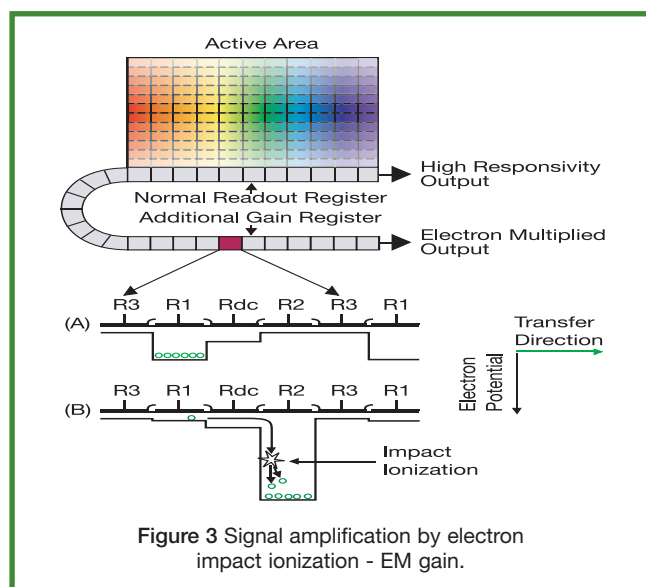 Active Area
High Responsivity
Output
Normal Readout Register
Additional Gain Register
Electron Multiplied
Output
R3 R1 Rdc R2 R3 R1
(A)
Transfer
Direction
Electron
Potential
R3 R1 Rdc R2 R3 R1
(B)
Impact
Ionization
Figure 3 Signal amplification by electron
impact ionization - EM gain.